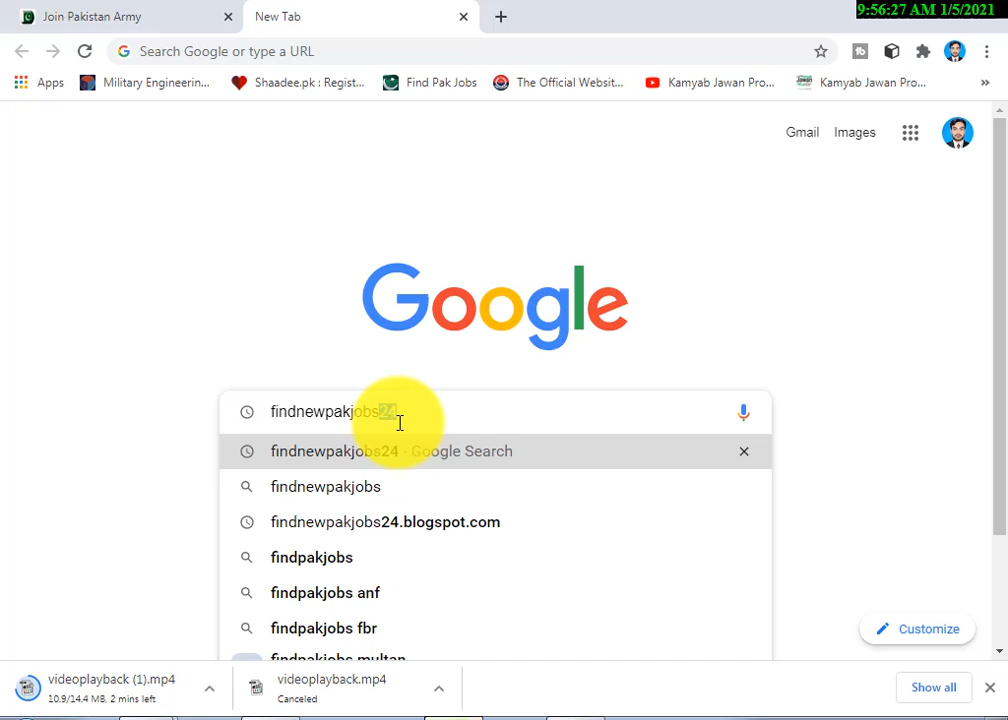 Join Pakistan Army
New Tab
9:56:27 AM 1/5/2021
Search Google or type a URL
Apps
Military Engineerin...
Shaadee.pk : Regist...
Find Pak Jobs
The Official Websit...
Kamyab Jawan Pro...
Kamyab Jawan Pro...
»
Gmail
Images
Google
findnewpakjobs24
findnewpakjobs24 - Google Search
findnewpakjobs
findnewpakjobs24.blogspot.com
findpakjobs
findpakjobs anf
findpakjobs fbr
findpakjobs multan
Customize
videoplayback (1).mp4
10.9/14.4 MB, 2 mins left
videoplayback.mp4
Canceled
Show all